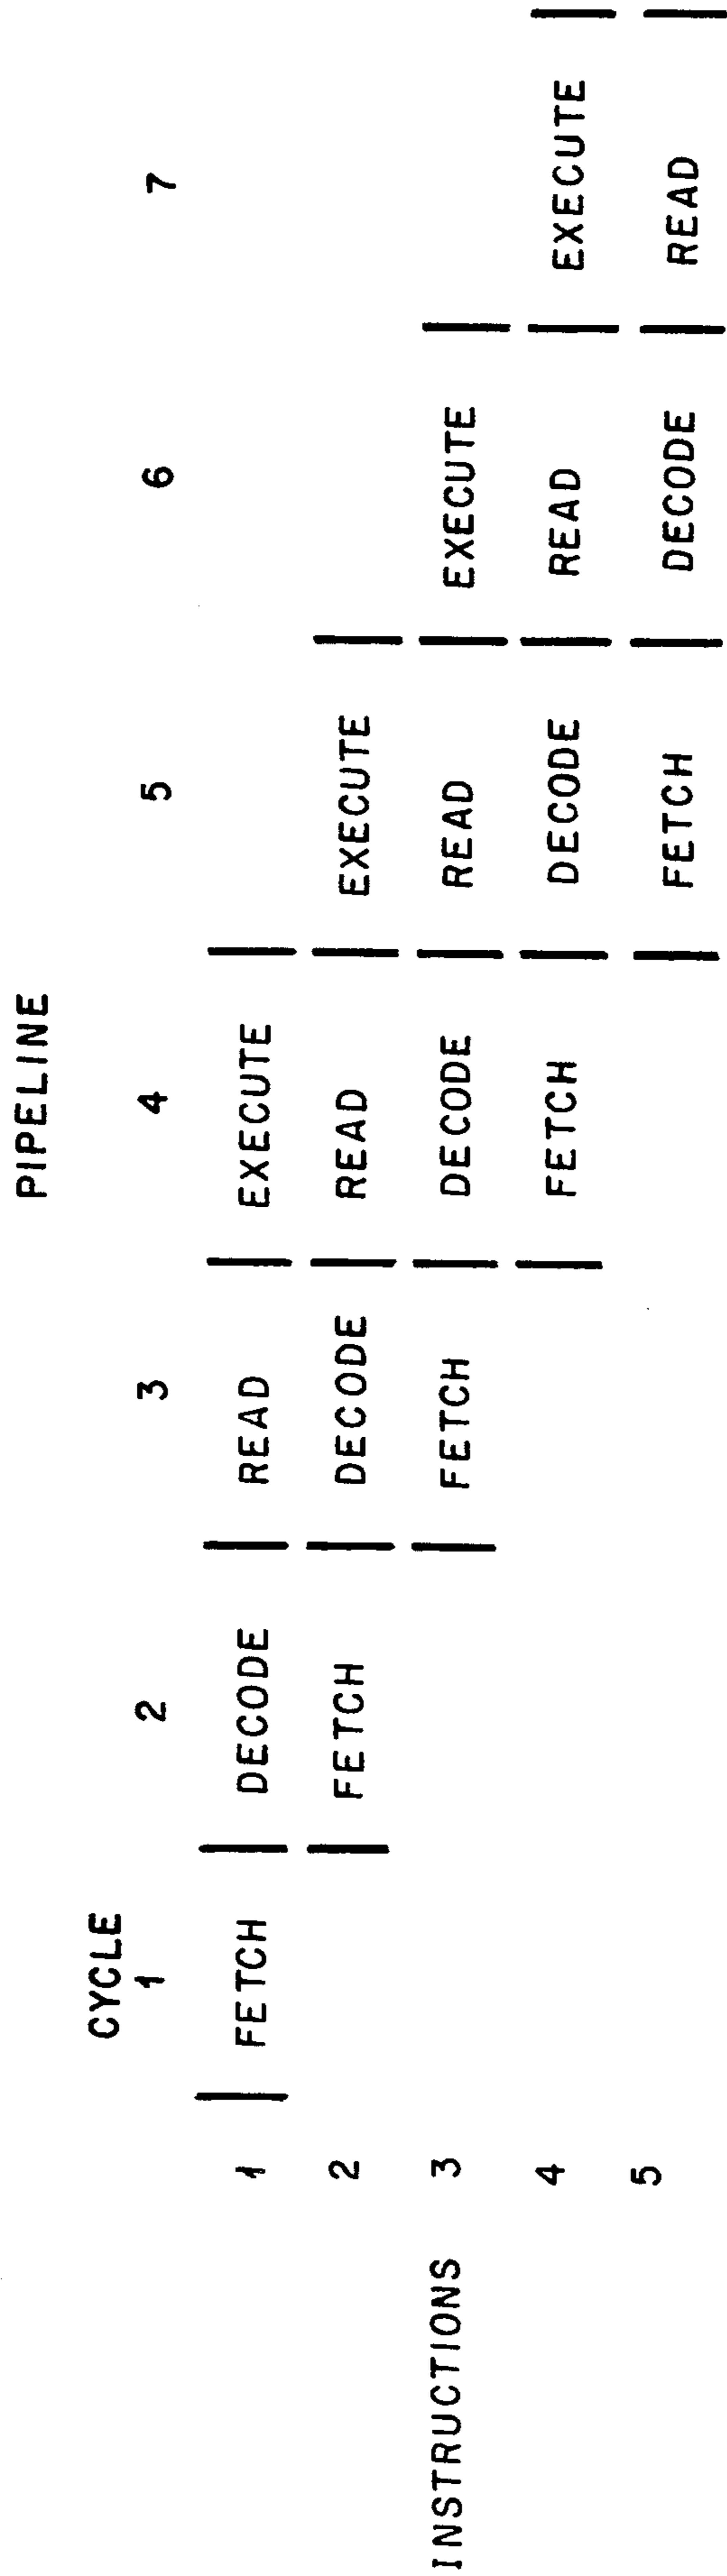 PIPELINE
CYCLE
1 2 3 4 5 6 7
1 FETCH DECODE READ EXECUTE
2 FETCH DECODE READ EXECUTE
INSTRUCTIONS 3 FETCH DECODE READ EXECUTE
4 FETCH DECODE READ EXECUTE
5 FETCH DECODE READ